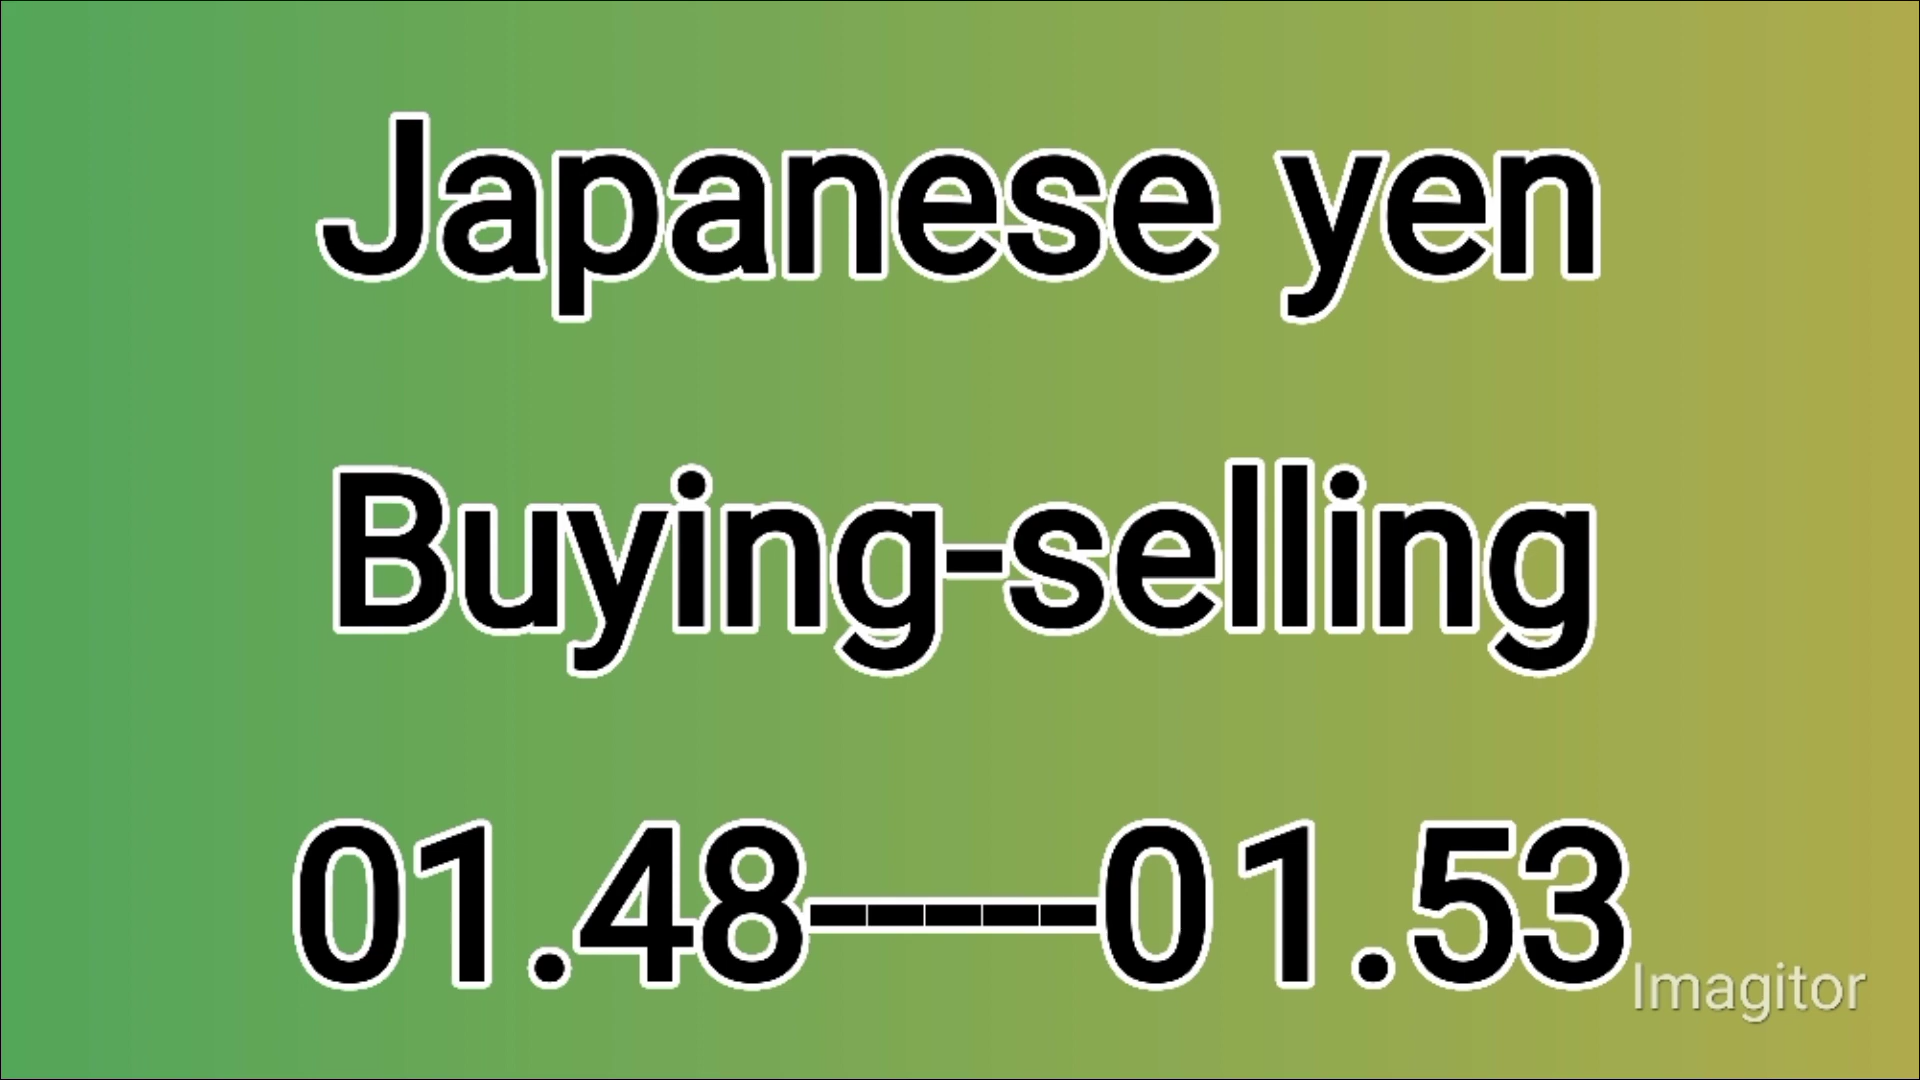 Japanese yen
Buying-selling
01.48-----01.53
Imagitor